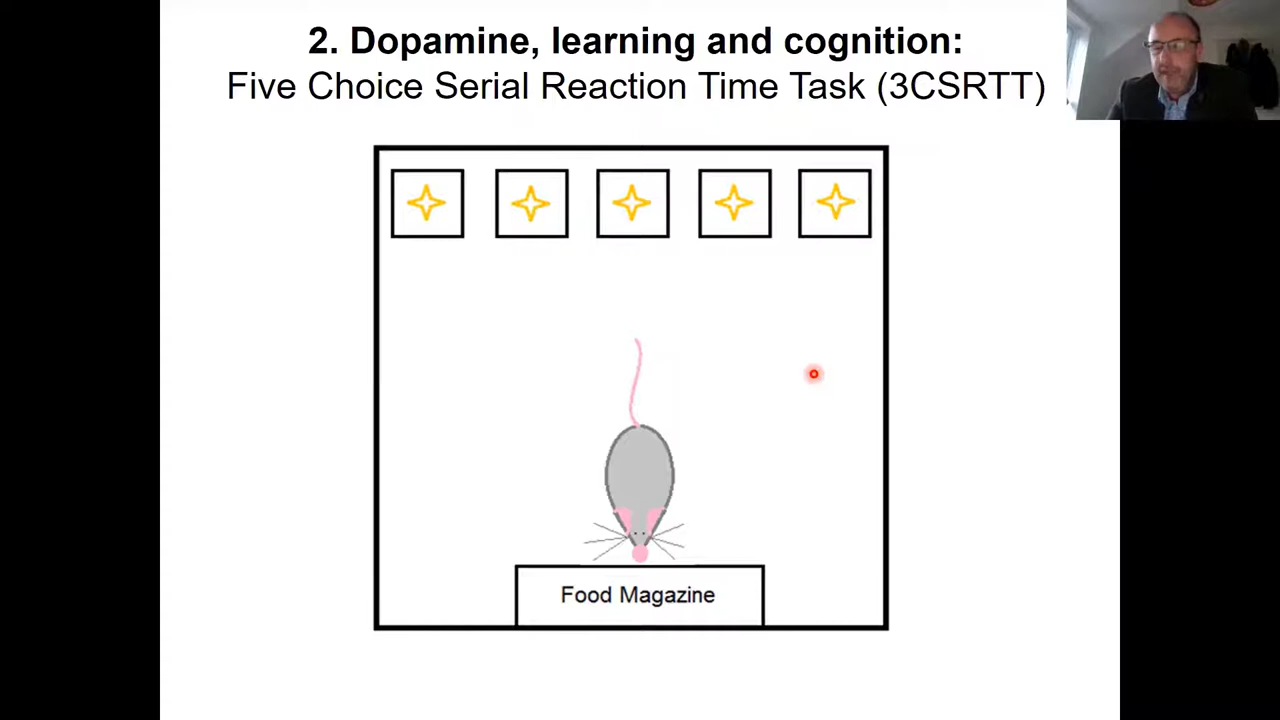 2. Dopamine, learning and cognition:
Five Choice Serial Reaction Time Task (3CSRTT)
Food Magazine